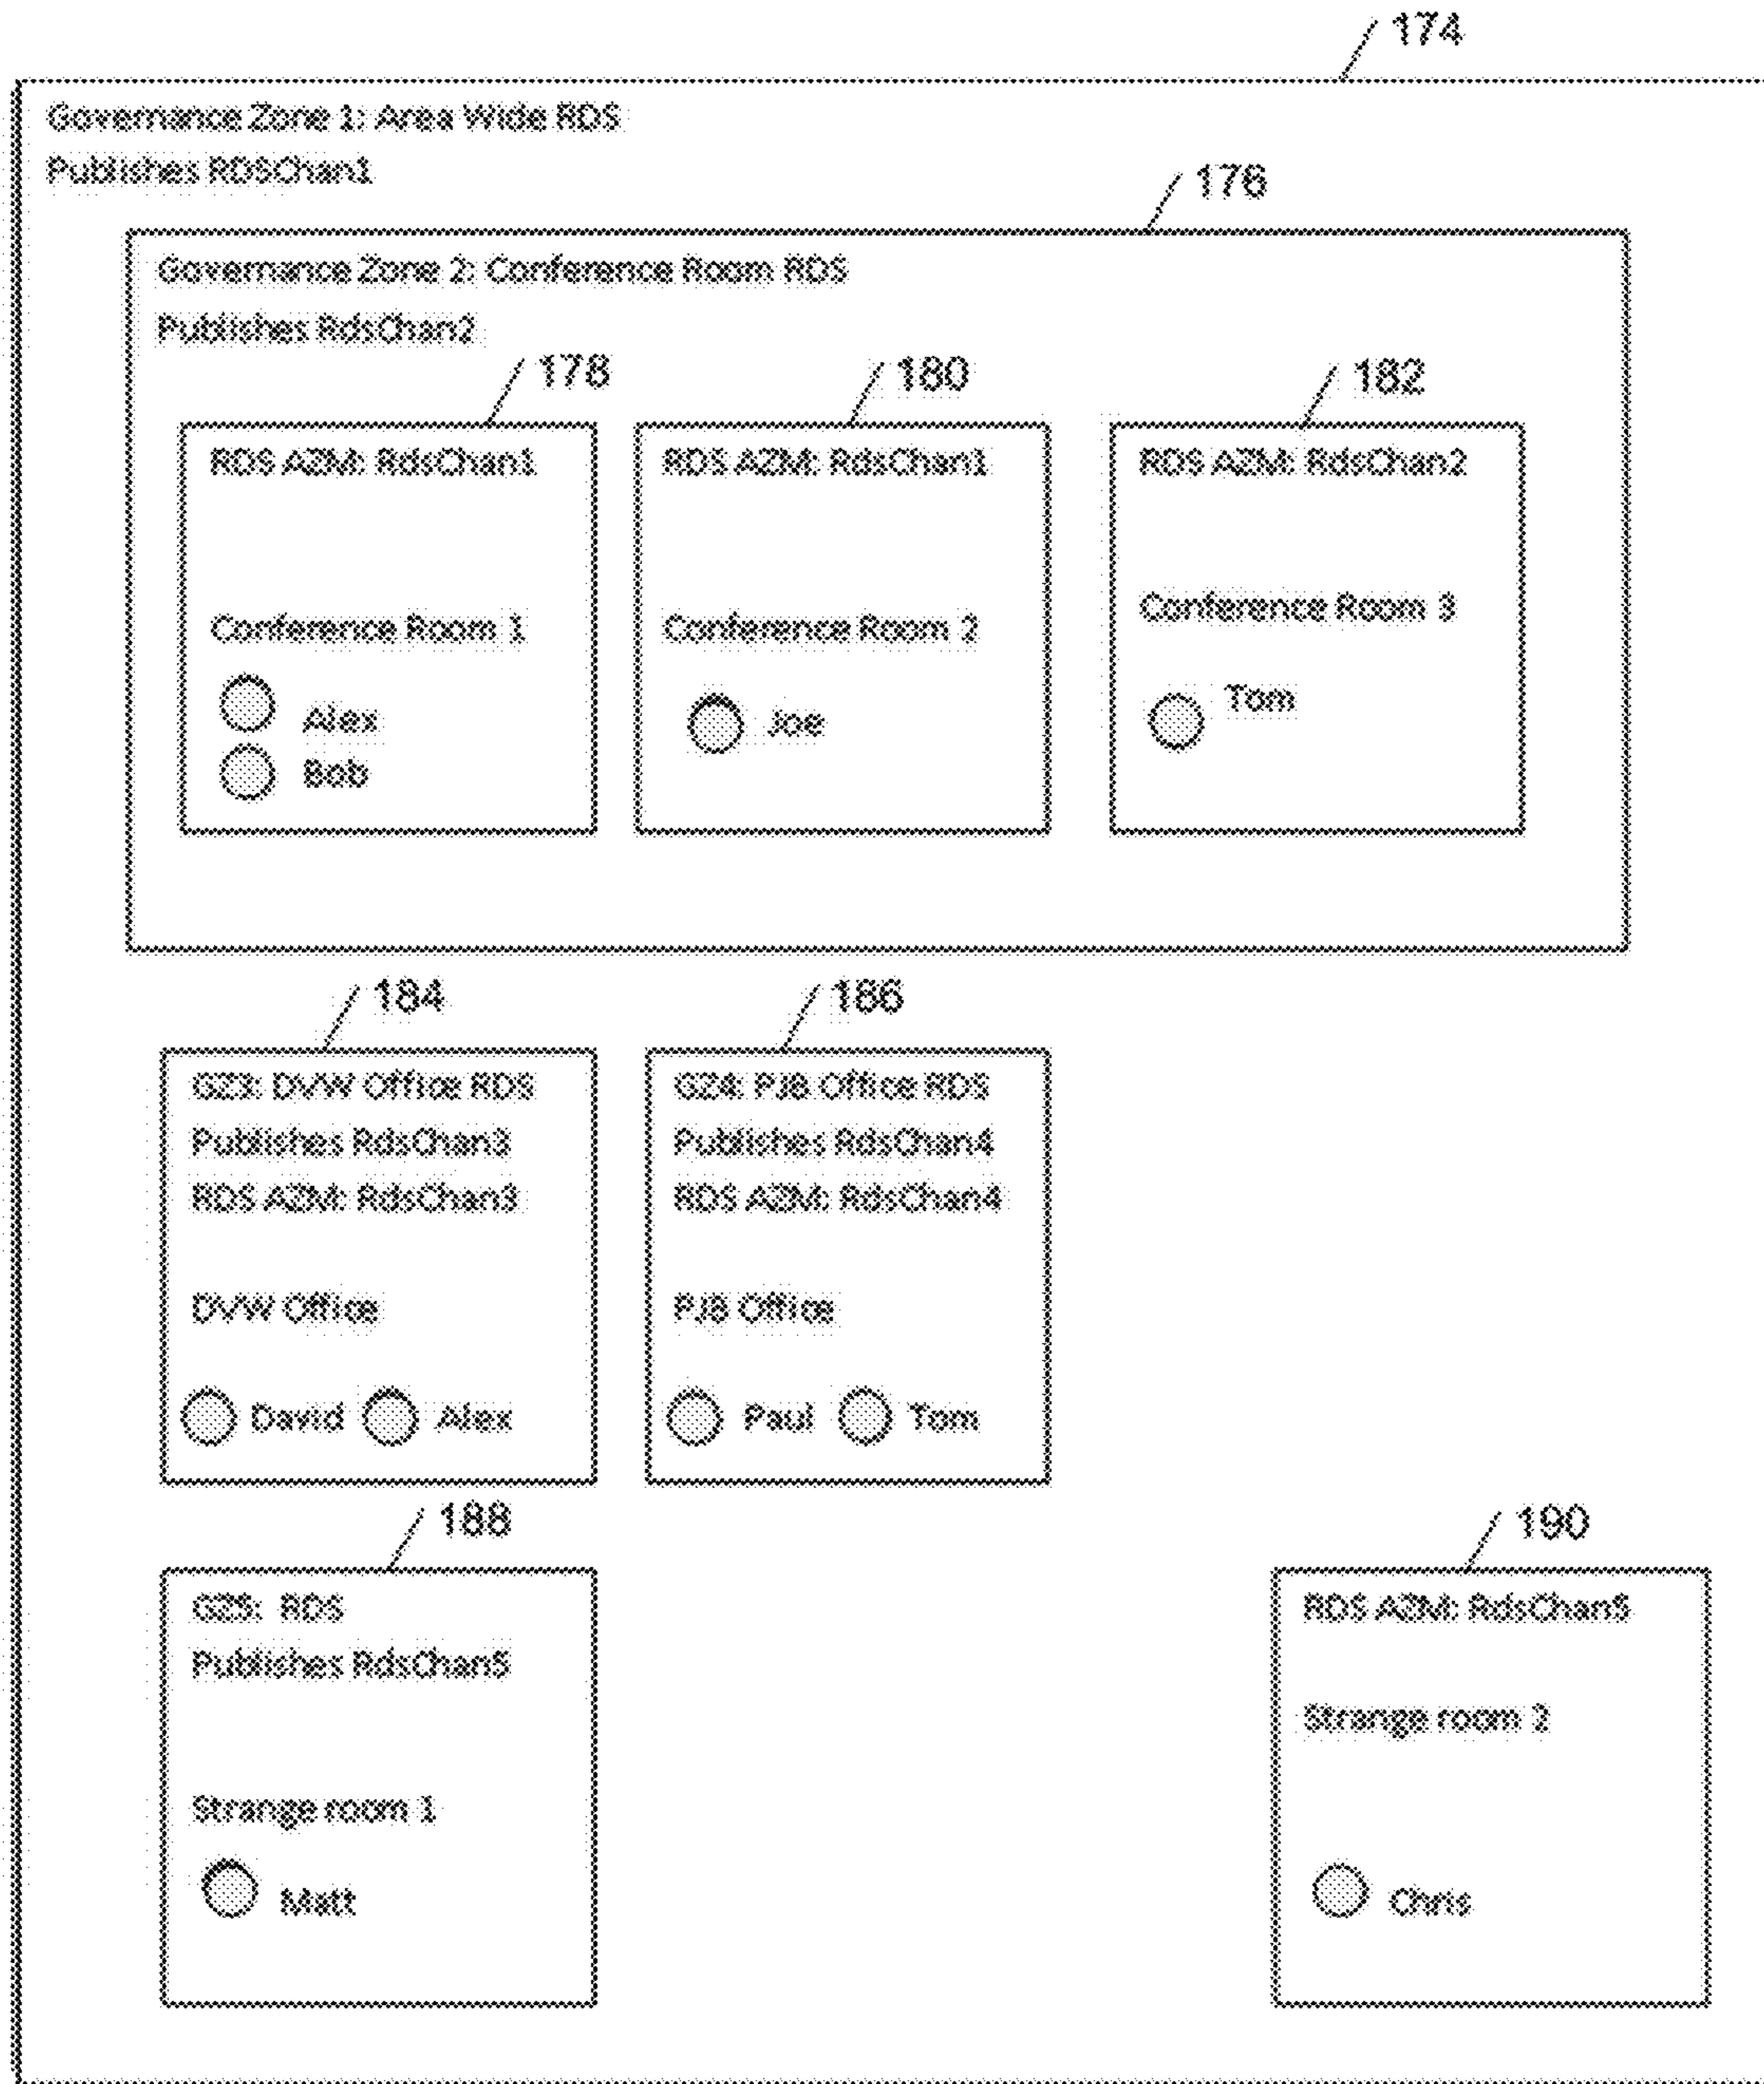 174
Governance Zone 1: Area Wide RDS
Publishes RDSChan1
176
Governance Zone 2: Conference Room RDS
Publishes RdsChan2
178
180
182
RDS AZM: RdsChan1
RDS AZM: RdsChan1
RDS AZM: RdsChan2
Conference Room 1
Conference Room 2
Conference Room 3
Alex
Bob
Joe
Tom
184
186
GZ3: DVW Office RDS
Publishes RdsChan3
RDS AZM: RdsChan3
DVW Office
David
Alex
GZ4: PJB Office RDS
Publishes RdsChan4
RDS AZM: RdsChan4
PJB Office
Paul
Tom
188
GZ5: RDS
Publishes RdsChan5
Strange room 1
Matt
190
RDS AZM: RdsChan5
Strange room 2
Chris